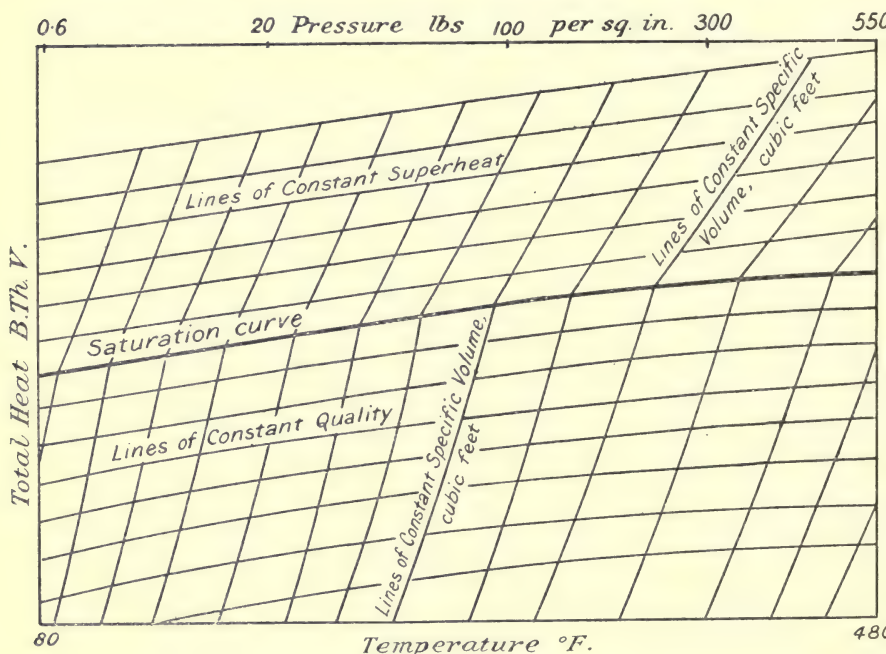 0·6 20 Pressure lbs 100 per sq. in. 300 550
Lines of Constant Specific
Volume, cubic feet
Lines of Constant Superheat
Total Heat B.Th.V.
Saturation curve
Lines of Constant Quality
Lines of Constant Specific Volume,
cubic feet
80 Temperature °F. 480